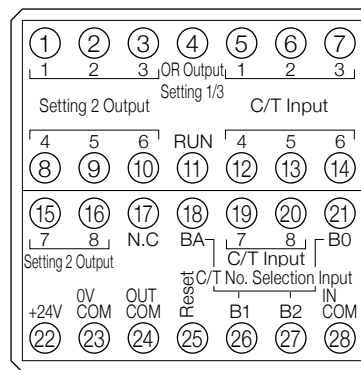 1 2 3 4 5 6 7
1 2 3 OR Output 1 2 3
Setting 1/3
Setting 2 Output C/T Input
4 5 6 RUN 4 5 6
8 9 10 11 12 13 14
15 16 17 18 19 20 21
7 8 N.C BA 7 8 B0
Setting 2 Output C/T Input
C/T No. Selection Input
+24V 0V COM OUT COM Reset B1 B2 IN COM
22 23 24 25 26 27 28